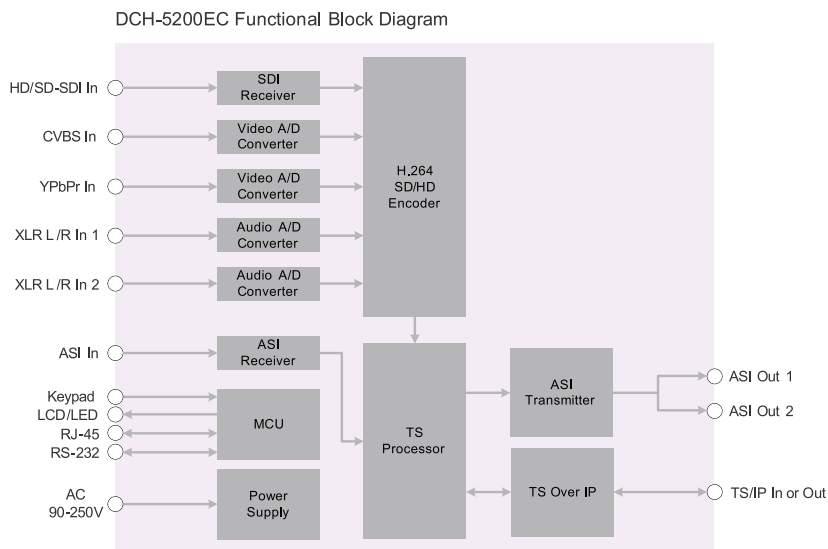 DCH-5200EC Functional Block Diagram
HD/SD-SDI In
SDI
Receiver
CVBS In
Video A/D
Converter
YPbPr In
Video A/D
Converter
H.264
SD/HD
Encoder
XLR L /R In 1
Audio A/D
Converter
XLR L /R In 2
Audio A/D
Converter
ASI In
ASI
Receiver
Keypad
LCD/LED
RJ-45
RS-232
MCU
TS
Processor
ASI
Transmitter
ASI Out 1
ASI Out 2
AC
90-250V
Power
Supply
TS Over IP
TS/IP In or Out